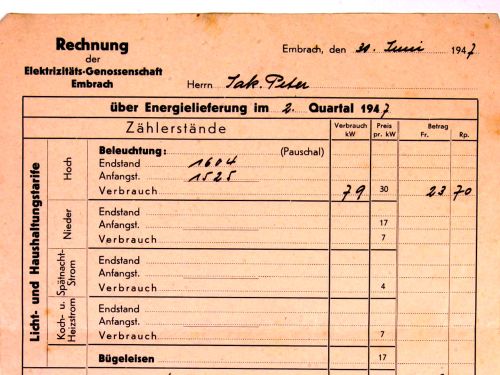 Rechnung
der
Elektrizitäts-Genossenschaft
Embrach
Embrach, den 30. Juni 1947
Herrn Jak. Peter
über Energielieferung im 2. Quartal 1947
Zählerstände
Verbrauch kW
Preis pr. kW
Betrag
Fr. Rp.
Licht- und Haushaltungstarife
Hoch
Beleuchtung: (Pauschal)
Endstand 1604
Anfangst. 1525
Verbrauch 79 30 23 70
Nieder
Endstand
Anfangst. 17
Verbrauch 7
Spätnacht-Strom
Endstand
Anfangst.
Verbrauch 4
Koch- u. Heizstrom
Endstand
Anfangst.
Verbrauch 7
Bügeleisen 17